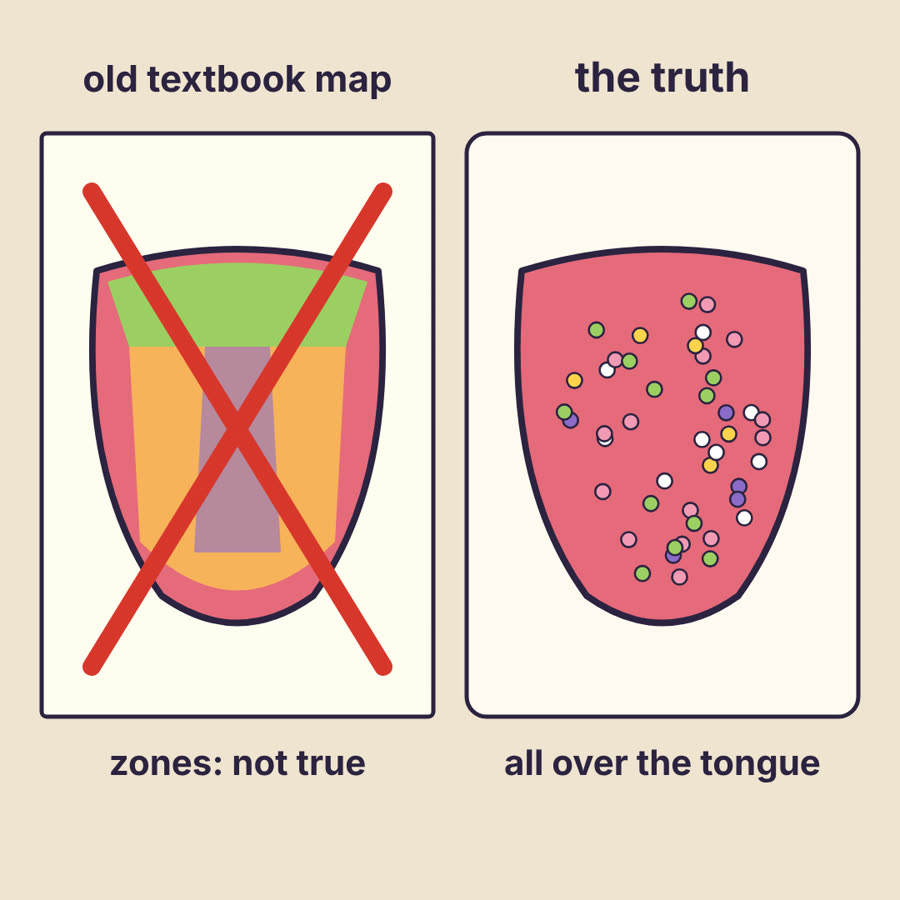 old textbook map
the truth
zones: not true
all over the tongue